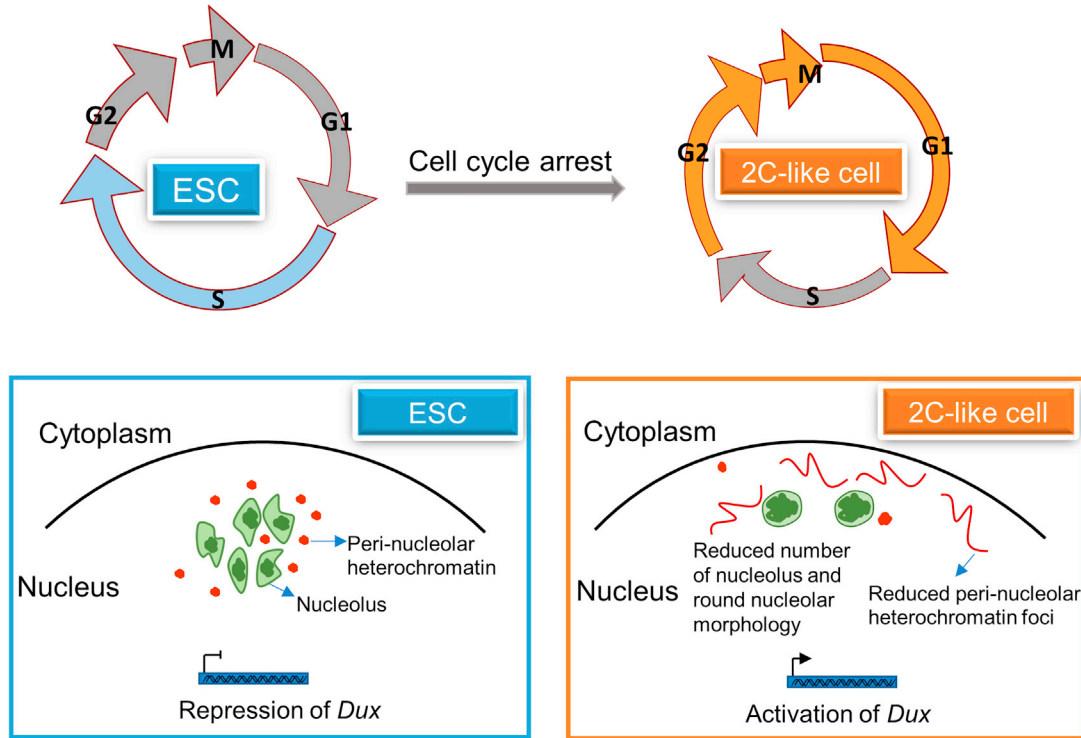 M
G2
G1
ESC
S
Cell cycle arrest
M
G2
G1
2C-like cell
S
ESC
Cytoplasm
Peri-nucleolar
heterochromatin
Nucleus
Nucleolus
Repression of Dux
2C-like cell
Cytoplasm
Nucleus
Reduced number
of nucleolus and
round nucleolar
morphology
Reduced peri-nucleolar
heterochromatin foci
Activation of Dux